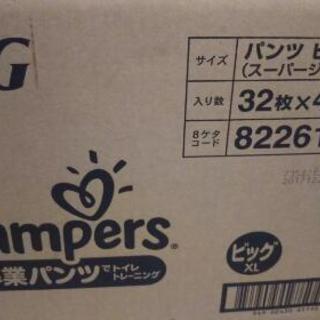 G
サイズ
パンツ ビ
(スーパージ
入り数
32枚×4
8ケタ
コード
82261
ampers
業パンツでトイレ
トレーニング
ビッグ
XL